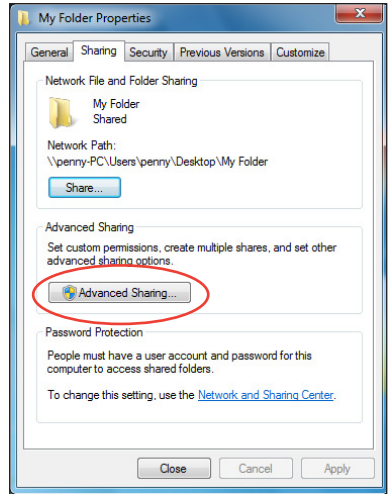 My Folder Properties
General Sharing Security Previous Versions Customize
Network File and Folder Sharing
My Folder
Shared
Network Path:
\\penny-PC\Users\penny\Desktop\My Folder
Share...
Advanced Sharing
Set custom permissions, create multiple shares, and set other
advanced sharing options.
Advanced Sharing...
Password Protection
People must have a user account and password for this
computer to access shared folders.
To change this setting, use the Network and Sharing Center.
Close Cancel Apply